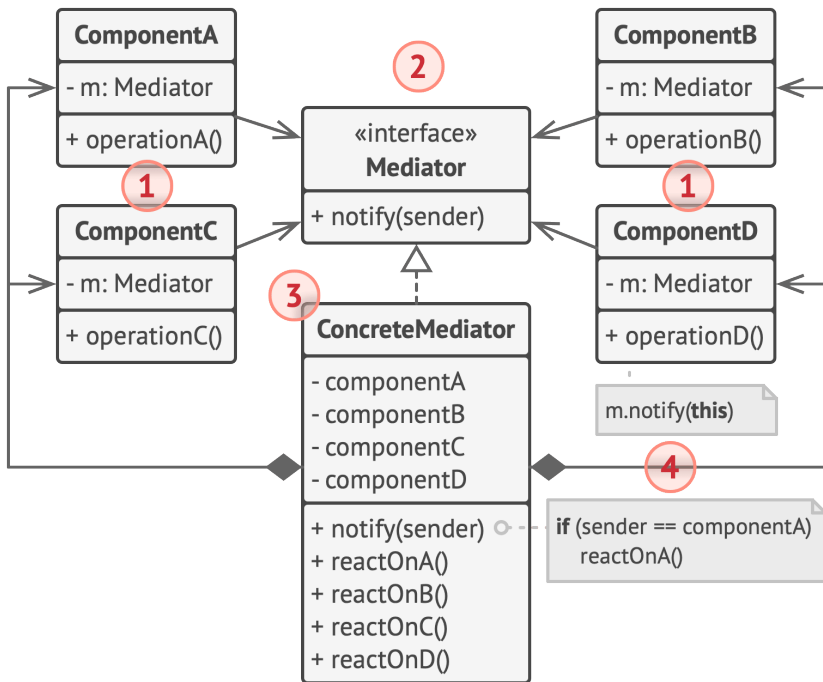 ComponentA
- m: Mediator
+ operationA()
1
ComponentC
- m: Mediator
+ operationC()
2
«interface»
Mediator
+ notify(sender)
ComponentB
- m: Mediator
+ operationB()
1
ComponentD
- m: Mediator
+ operationD()
m.notify(this)
3
ConcreteMediator
- componentA
- componentB
- componentC
- componentD
+ notify(sender)
+ reactOnA()
+ reactOnB()
+ reactOnC()
+ reactOnD()
4
if (sender == componentA)
reactOnA()